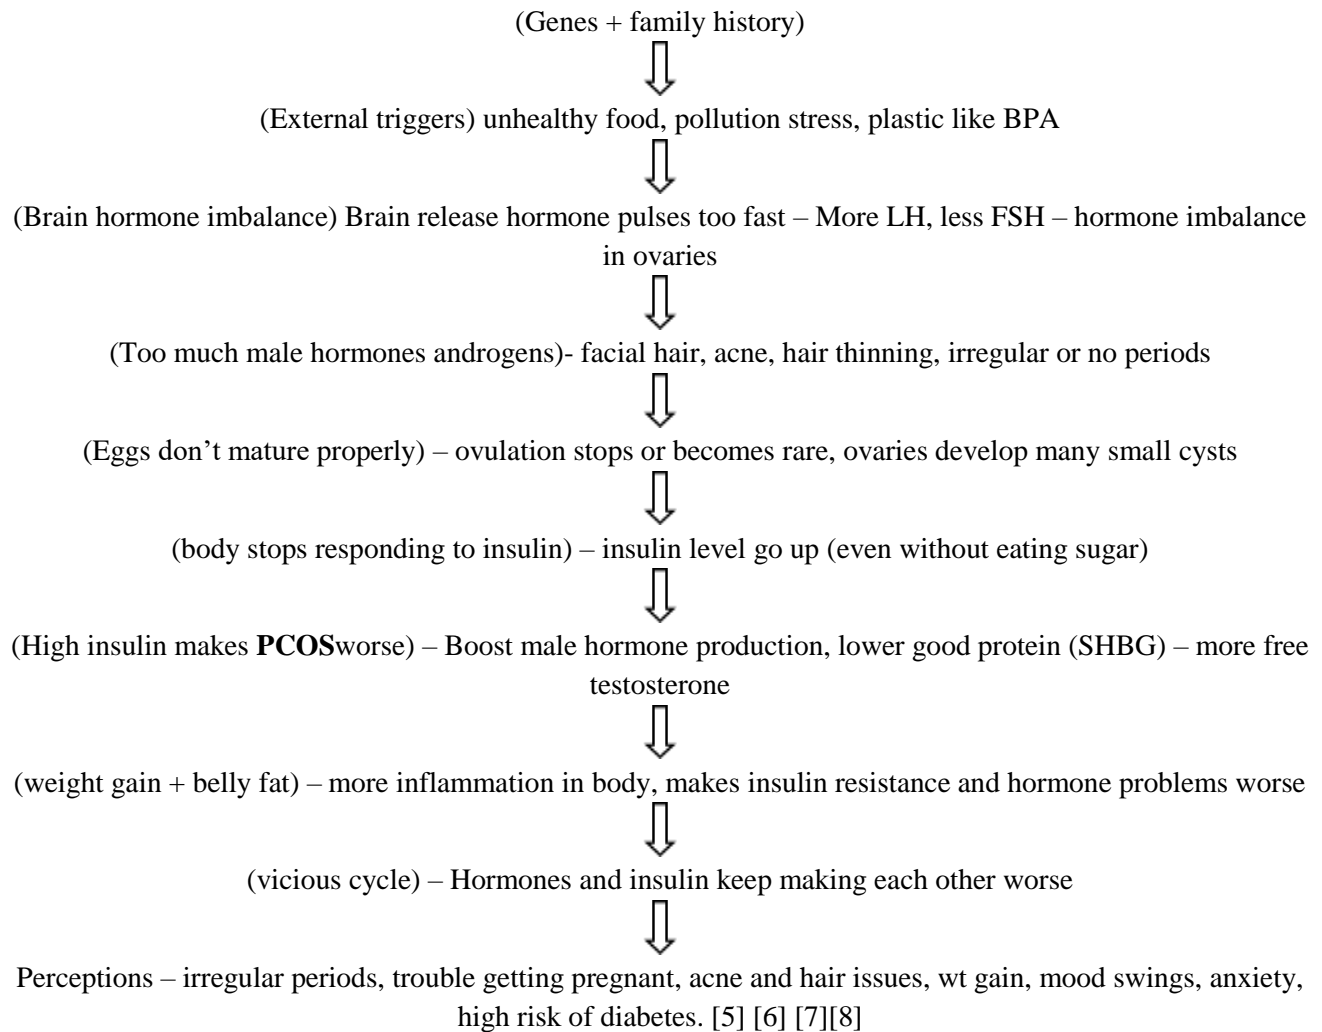 (Genes + family history)
(External triggers) unhealthy food, pollution stress, plastic like BPA
(Brain hormone imbalance) Brain release hormone pulses too fast – More LH, less FSH – hormone imbalance
in ovaries
(Too much male hormones androgens)- facial hair, acne, hair thinning, irregular or no periods
(Eggs don’t mature properly) – ovulation stops or becomes rare, ovaries develop many small cysts
(body stops responding to insulin) – insulin level go up (even without eating sugar)
(High insulin makes PCOSworse) – Boost male hormone production, lower good protein (SHBG) – more free
testosterone
(weight gain + belly fat) – more inflammation in body, makes insulin resistance and hormone problems worse
(vicious cycle) – Hormones and insulin keep making each other worse
Perceptions – irregular periods, trouble getting pregnant, acne and hair issues, wt gain, mood swings, anxiety,
high risk of diabetes. [5] [6] [7][8]